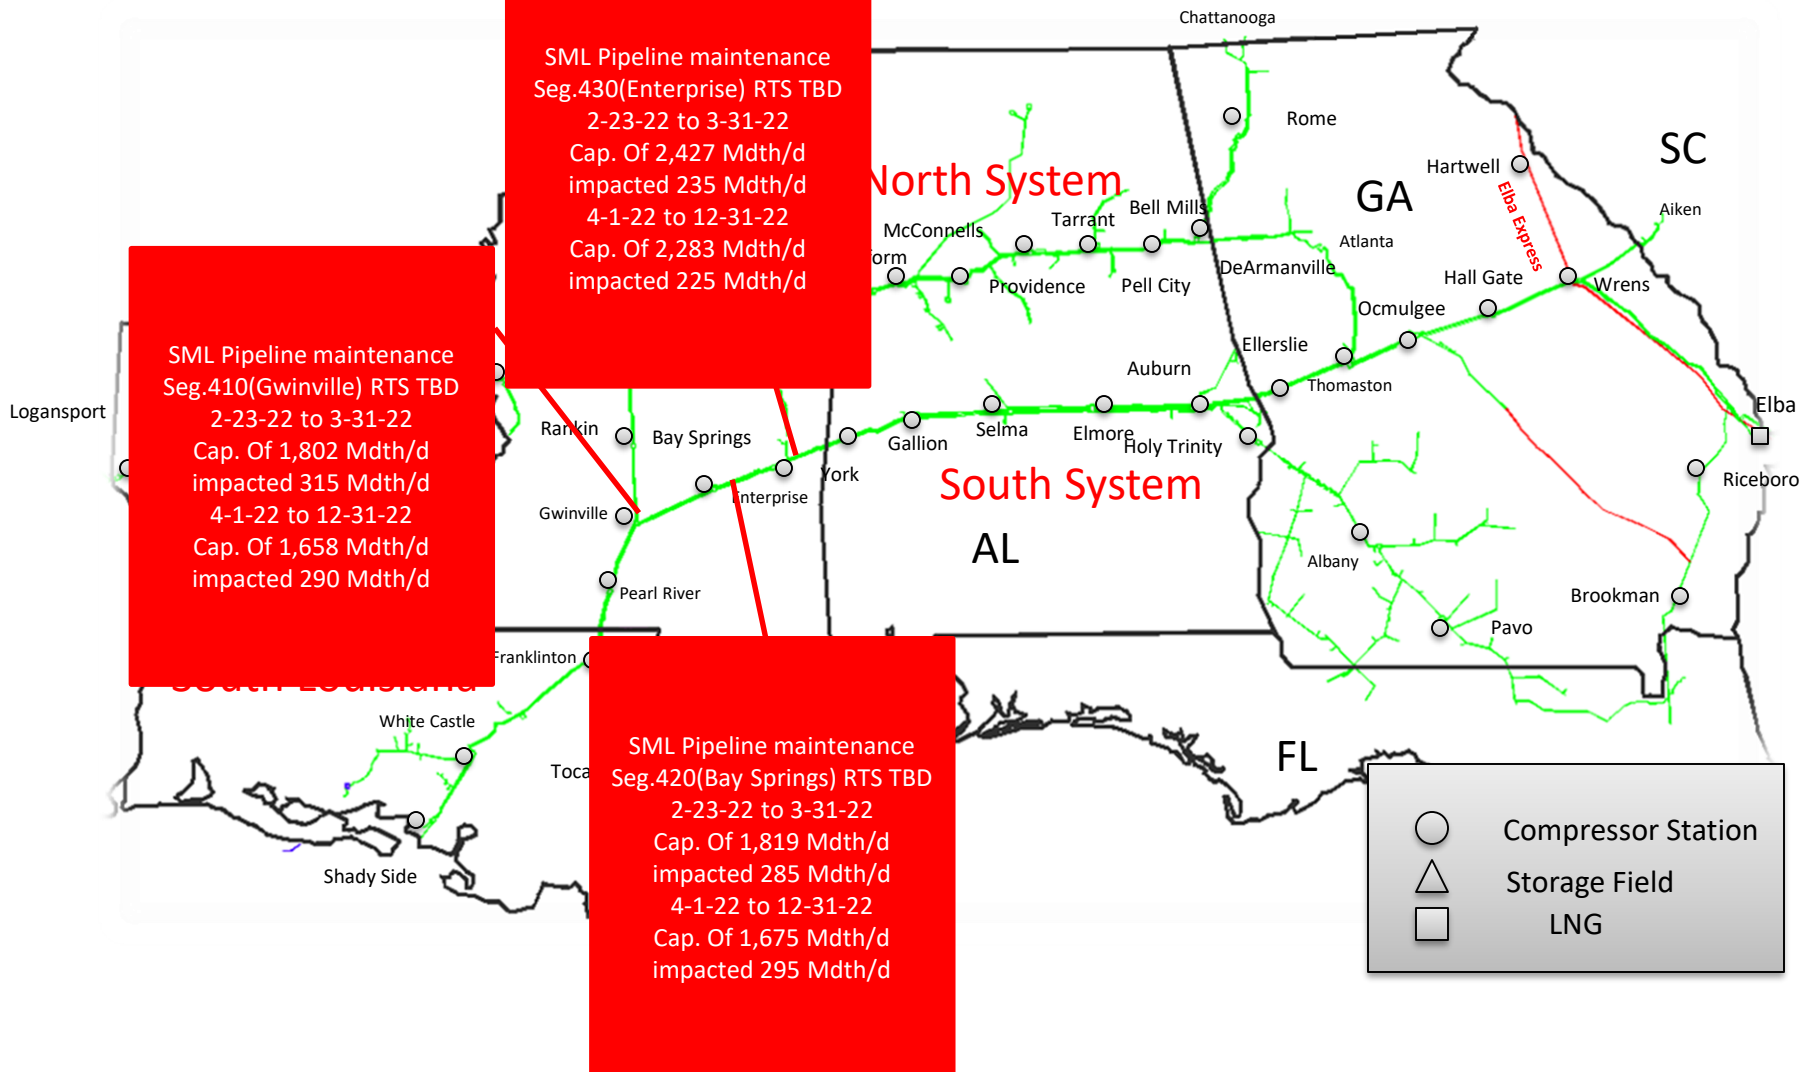 Chattanooga
SML Pipeline maintenance
Seg.430(Enterprise) RTS TBD
2-23-22 to 3-31-22
Cap. Of 2,427 Mdth/d
impacted 235 Mdth/d
4-1-22 to 12-31-22
Cap. Of 2,283 Mdth/d
impacted 225 Mdth/d
Rome
SC
North System
Hartwell
GA
Elba Express
Aiken
Bell Mills
Tarrant
McConnells
Atlanta
orm
Providence
Pell City
DeArmanville
Hall Gate
Wrens
Ocmulgee
Ellerslie
Auburn
Thomaston
SML Pipeline maintenance
Seg.410(Gwinville) RTS TBD
2-23-22 to 3-31-22
Cap. Of 1,802 Mdth/d
impacted 315 Mdth/d
4-1-22 to 12-31-22
Cap. Of 1,658 Mdth/d
impacted 290 Mdth/d
Logansport
Rankin
Bay Springs
Gallion
Selma
Elmore
Holy Trinity
Elba
York
Enterprise
South System
Riceboro
Gwinville
AL
Albany
Pearl River
Brookman
Pavo
Franklinton
South Louisiana
White Castle
Toca
FL
SML Pipeline maintenance
Seg.420(Bay Springs) RTS TBD
2-23-22 to 3-31-22
Cap. Of 1,819 Mdth/d
impacted 285 Mdth/d
4-1-22 to 12-31-22
Cap. Of 1,675 Mdth/d
impacted 295 Mdth/d
Shady Side
Compressor Station
Storage Field
LNG